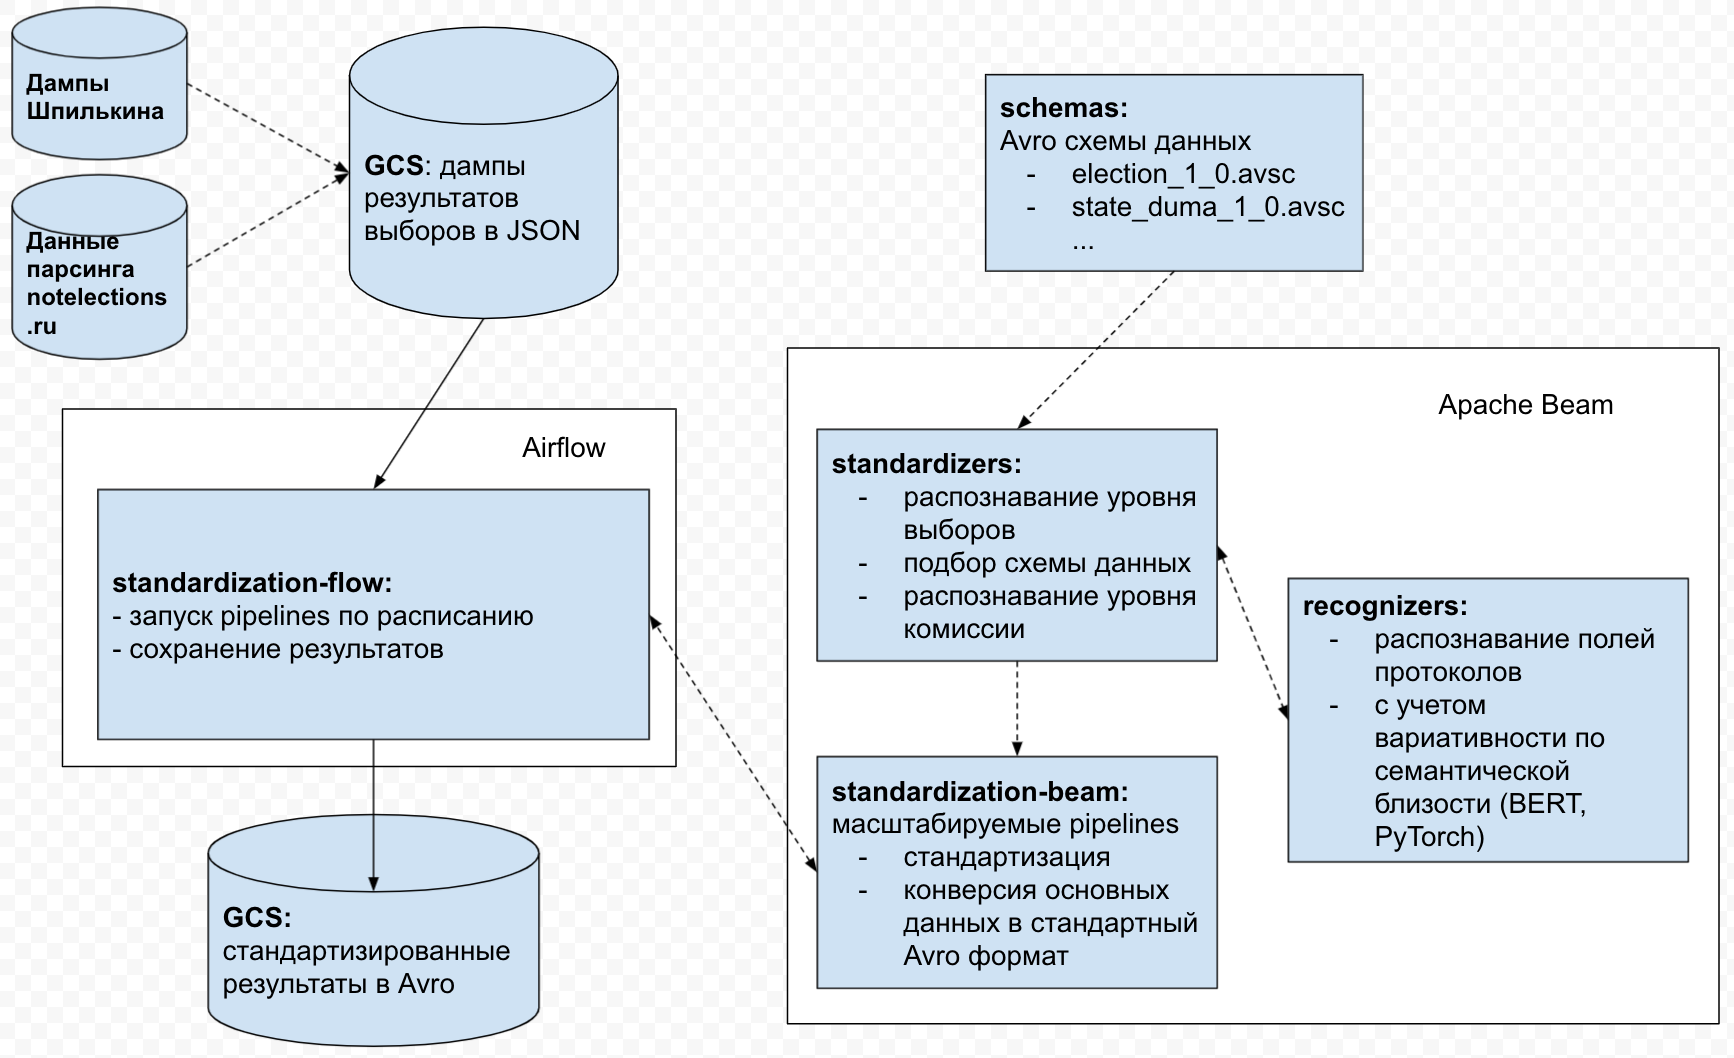 Дампы
Шпилькина
Данные
парсинга
notelections
.ru
GCS: дампы
результатов
выборов в JSON
schemas:
Avro схемы данных
- election_1_0.avsc
- state_duma_1_0.avsc
...
Airflow
standardization-flow:
- запуск pipelines по расписанию
- сохранение результатов
GCS:
стандартизированные
результаты в Avro
Apache Beam
standardizers:
- распознавание уровня
выборов
- подбор схемы данных
- распознавание уровня
комиссии
recognizers:
- распознавание полей
протоколов
- с учетом
вариативности по
семантической
близости (BERT,
PyTorch)
standardization-beam:
масштабируемые pipelines
- стандартизация
- конверсия основных
данных в стандартный
Avro формат